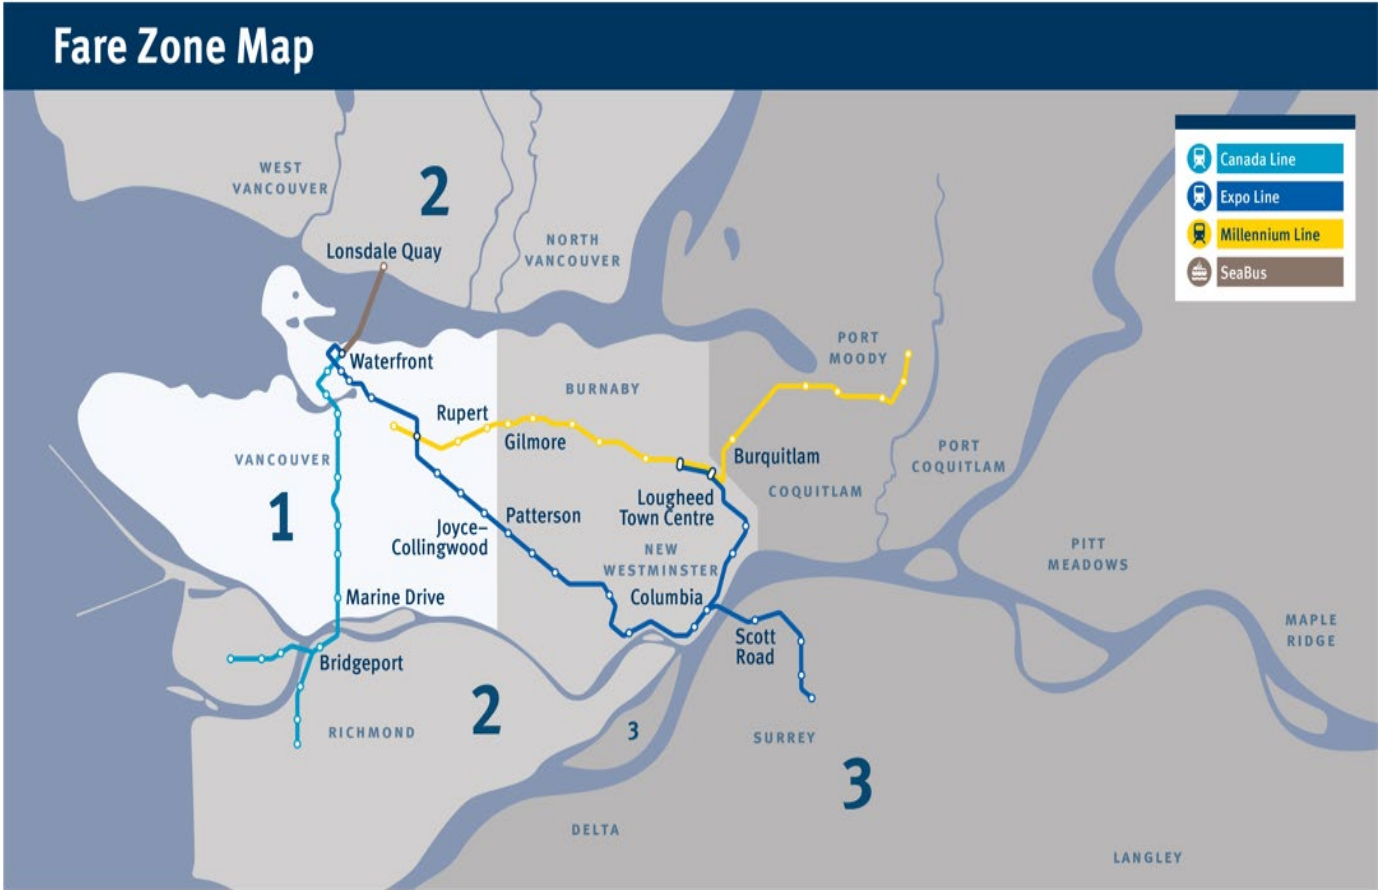 Fare Zone Map
Canada Line
Expo Line
Millennium Line
SeaBus
WEST
VANCOUVER
2
NORTH
VANCOUVER
Lonsdale Quay
Waterfront
PORT
MOODY
BURNABY
Rupert
Gilmore
Burquitlam
PORT
COQUITLAM
COQUITLAM
VANCOUVER
1
Lougheed
Town Centre
Patterson
Joyce–
Collingwood
NEW
WESTMINSTER
PITT
MEADOWS
Columbia
Marine Drive
Scott
Road
MAPLE
RIDGE
Bridgeport
2
RICHMOND
3
SURREY
3
DELTA
LANGLEY